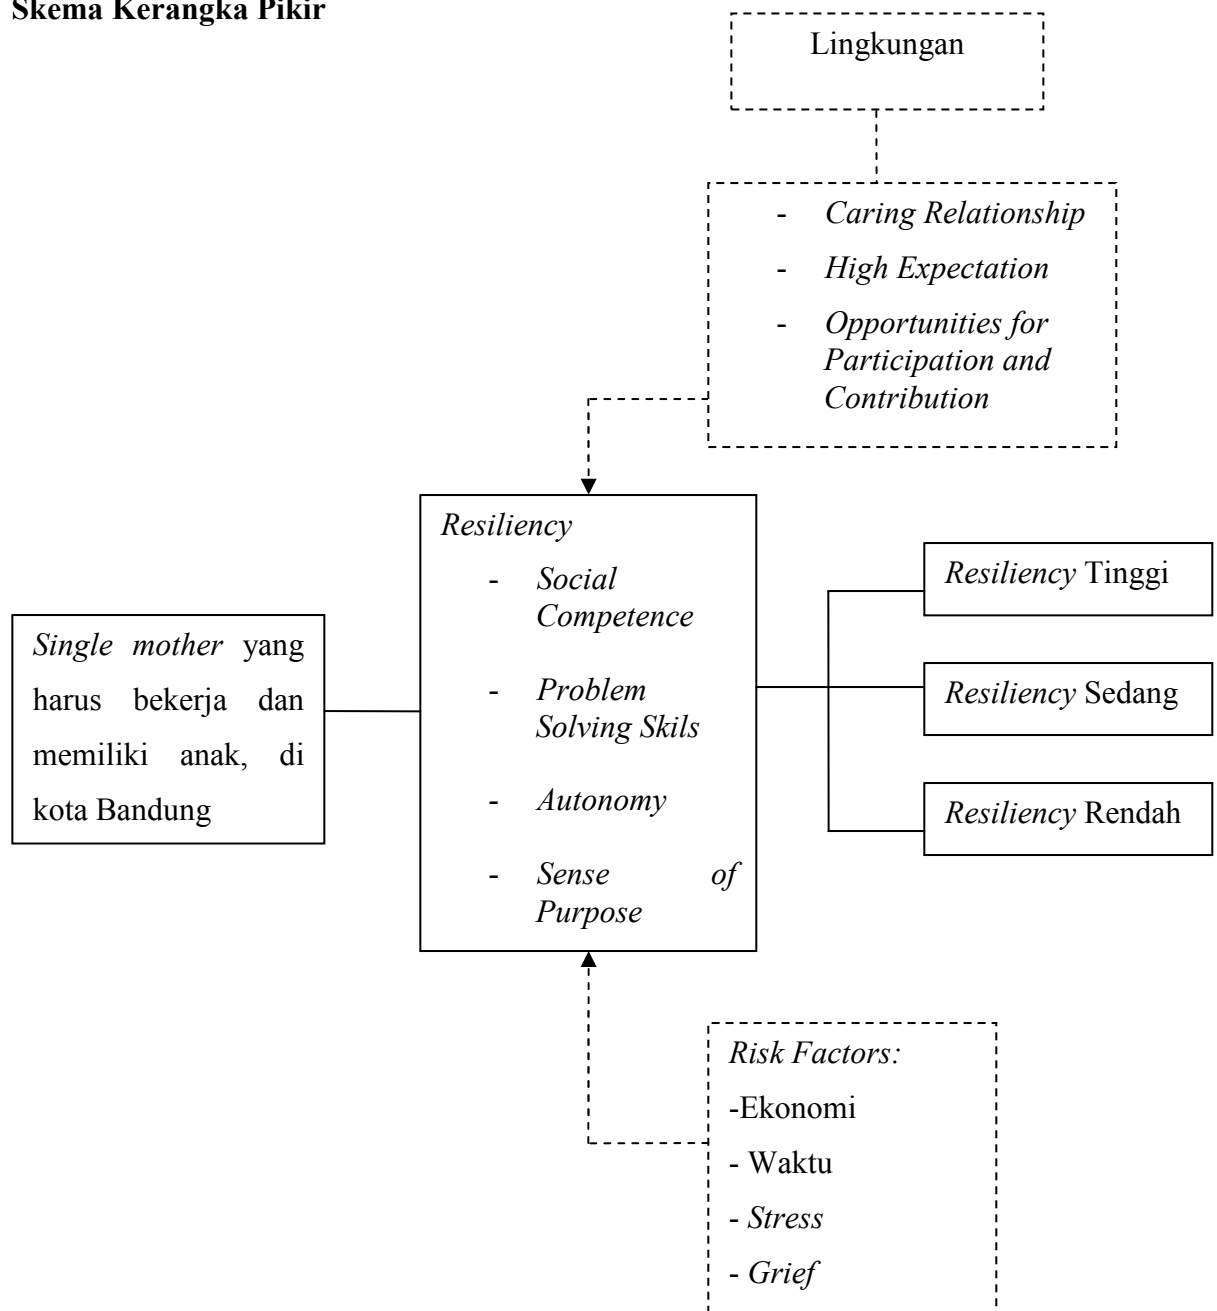 Skema Kerangka Pikir
Lingkungan
- Caring Relationship
- High Expectation
- Opportunities for
Participation and
Contribution
Resiliency
- Social
Competence
- Problem
Solving Skils
- Autonomy
- Sense of
Purpose
Single mother yang
harus bekerja dan
memiliki anak, di
kota Bandung
Resiliency Tinggi
Resiliency Sedang
Resiliency Rendah
Risk Factors:
-Ekonomi
- Waktu
- Stress
- Grief